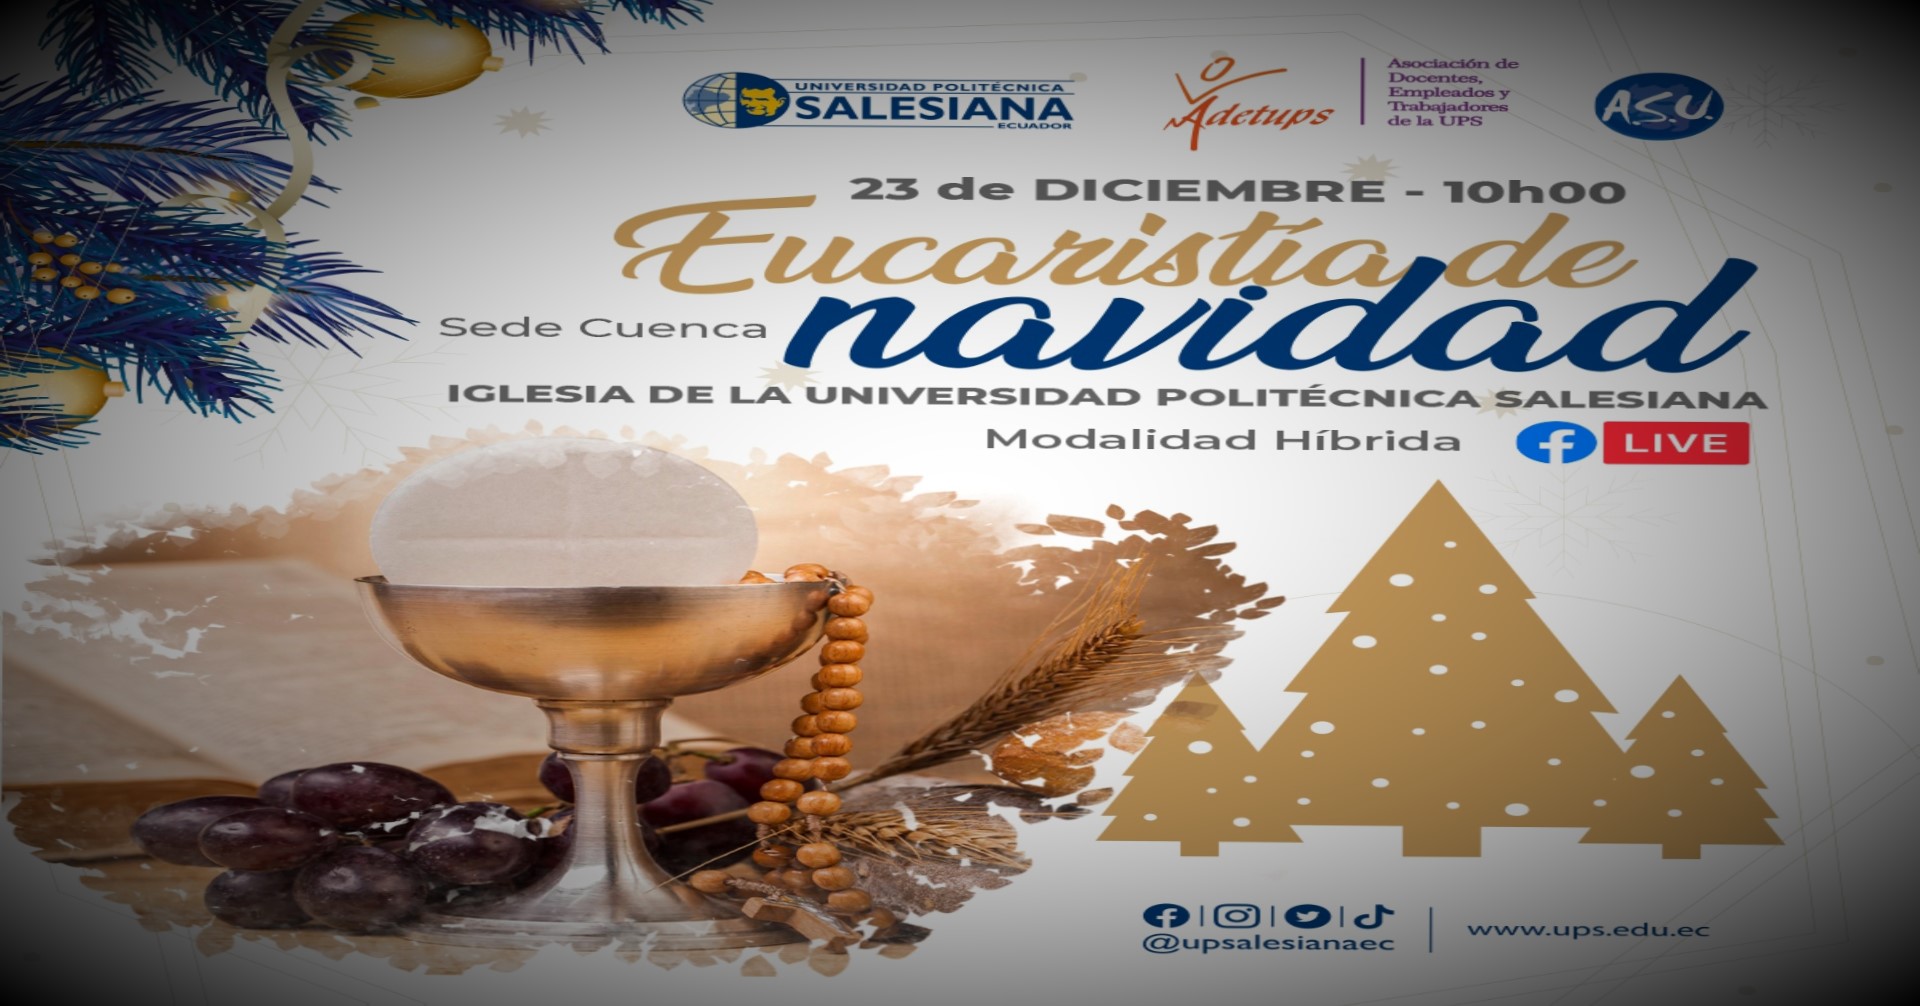 UNIVERSIDAD POLITÉCNICA
SALESIANA
ECUADOR
Adetups
Asociación de
Docentes,
Empleados y
Trabajadores
de la UPS
A.S.U.
23 de DICIEMBRE - 10h00
Eucaristía de
navidad
Sede Cuenca
IGLESIA DE LA UNIVERSIDAD POLITÉCNICA SALESIANA
Modalidad Híbrida
LIVE
@upsalesianaec
www.ups.edu.ec